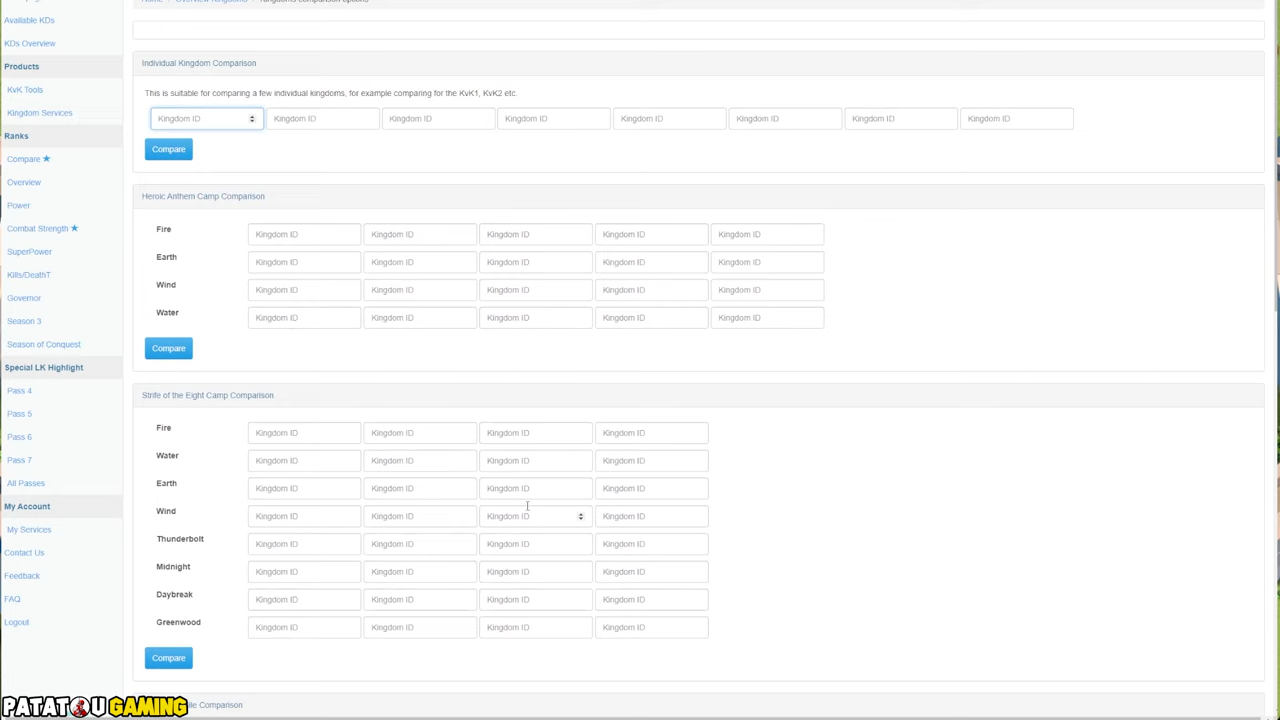 Home Overview Kingdoms Kingdoms comparison options
Available KDs
KDs Overview
Products
KvK Tools
Kingdom Services
Ranks
Compare ★
Overview
Power
Combat Strength ★
SuperPower
Kills/DeathT
Governor
Season 3
Season of Conquest
Special LK Highlight
Pass 4
Pass 5
Pass 6
Pass 7
All Passes
My Account
My Services
Contact Us
Feedback
FAQ
Logout
Individual Kingdom Comparison
This is suitable for comparing a few individual kingdoms, for example comparing for the KvK1, KvK2 etc.
Kingdom ID Kingdom ID Kingdom ID Kingdom ID Kingdom ID Kingdom ID Kingdom ID Kingdom ID
Compare
Heroic Anthem Camp Comparison
Fire Kingdom ID Kingdom ID Kingdom ID Kingdom ID Kingdom ID
Earth Kingdom ID Kingdom ID Kingdom ID Kingdom ID Kingdom ID
Wind Kingdom ID Kingdom ID Kingdom ID Kingdom ID Kingdom ID
Water Kingdom ID Kingdom ID Kingdom ID Kingdom ID Kingdom ID
Compare
Strife of the Eight Camp Comparison
Fire Kingdom ID Kingdom ID Kingdom ID Kingdom ID
Water Kingdom ID Kingdom ID Kingdom ID Kingdom ID
Earth Kingdom ID Kingdom ID Kingdom ID Kingdom ID
Wind Kingdom ID Kingdom ID Kingdom ID Kingdom ID
Thunderbolt Kingdom ID Kingdom ID Kingdom ID Kingdom ID
Midnight Kingdom ID Kingdom ID Kingdom ID Kingdom ID
Daybreak Kingdom ID Kingdom ID Kingdom ID Kingdom ID
Greenwood Kingdom ID Kingdom ID Kingdom ID Kingdom ID
Compare
Comparison
PATATOU GAMING